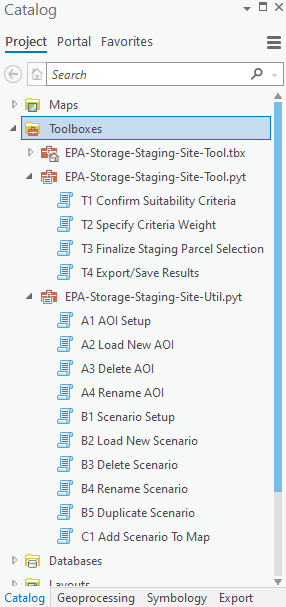 Catalog
Project Portal Favorites
Search
Maps
Toolboxes
EPA-Storage-Staging-Site-Tool.tbx
EPA-Storage-Staging-Site-Tool.pyt
T1 Confirm Suitability Criteria
T2 Specify Criteria Weight
T3 Finalize Staging Parcel Selection
T4 Export/Save Results
EPA-Storage-Staging-Site-Util.pyt
A1 AOI Setup
A2 Load New AOI
A3 Delete AOI
A4 Rename AOI
B1 Scenario Setup
B2 Load New Scenario
B3 Delete Scenario
B4 Rename Scenario
B5 Duplicate Scenario
C1 Add Scenario To Map
Databases
Layouts
Catalog Geoprocessing Symbology Export